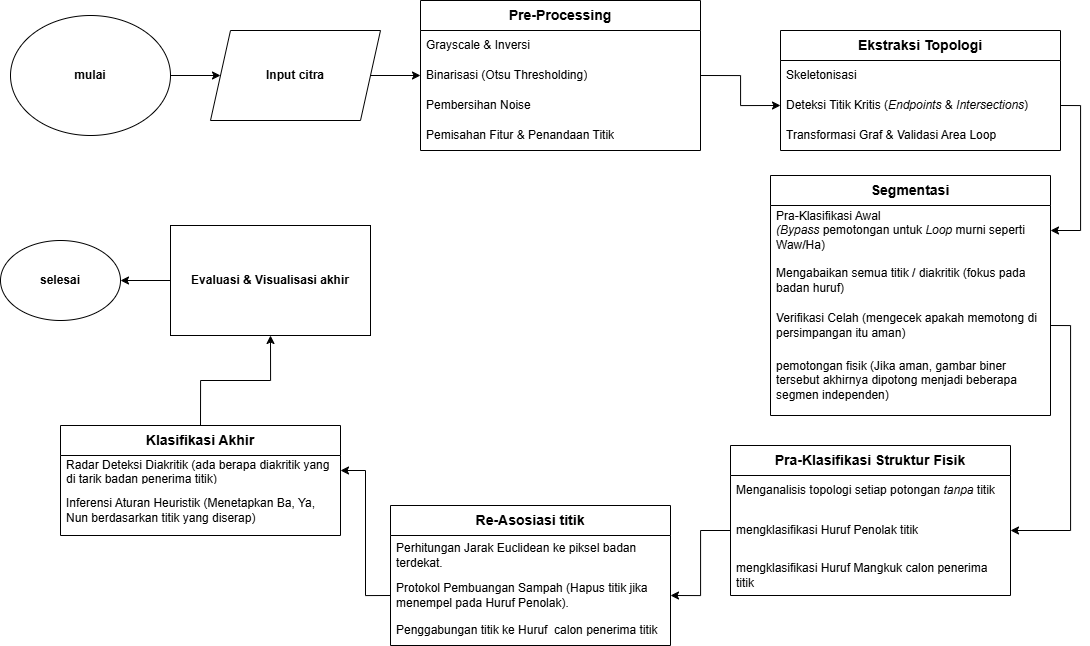 mulai
Input citra
Pre-Processing
Grayscale & Inversi
Binarisasi (Otsu Thresholding)
Pembersihan Noise
Pemisahan Fitur & Penandaan Titik
Ekstraksi Topologi
Skeletonisasi
Deteksi Titik Kritis (Endpoints & Intersections)
Transformasi Graf & Validasi Area Loop
Segmentasi
Pra-Klasifikasi Awal
(Bypass pemotongan untuk Loop murni seperti
Waw/Ha)
Mengabaikan semua titik / diakritik (fokus pada
badan huruf)
Verifikasi Celah (mengecek apakah memotong di
persimpangan itu aman)
pemotongan fisik (Jika aman, gambar biner
tersebut akhirnya dipotong menjadi beberapa
segmen independen)
Pra-Klasifikasi Struktur Fisik
Menganalisis topologi setiap potongan tanpa titik
mengklasifikasi Huruf Penolak titik
mengklasifikasi Huruf Mangkuk calon penerima
titik
Re-Asosiasi titik
Perhitungan Jarak Euclidean ke piksel badan
terdekat.
Protokol Pembuangan Sampah (Hapus titik jika
menempel pada Huruf Penolak).
Penggabungan titik ke Huruf  calon penerima titik
Klasifikasi Akhir
Radar Deteksi Diakritik (ada berapa diakritik yang
di tarik badan penerima titik)
Inferensi Aturan Heuristik (Menetapkan Ba, Ya,
Nun berdasarkan titik yang diserap)
Evaluasi & Visualisasi akhir
selesai